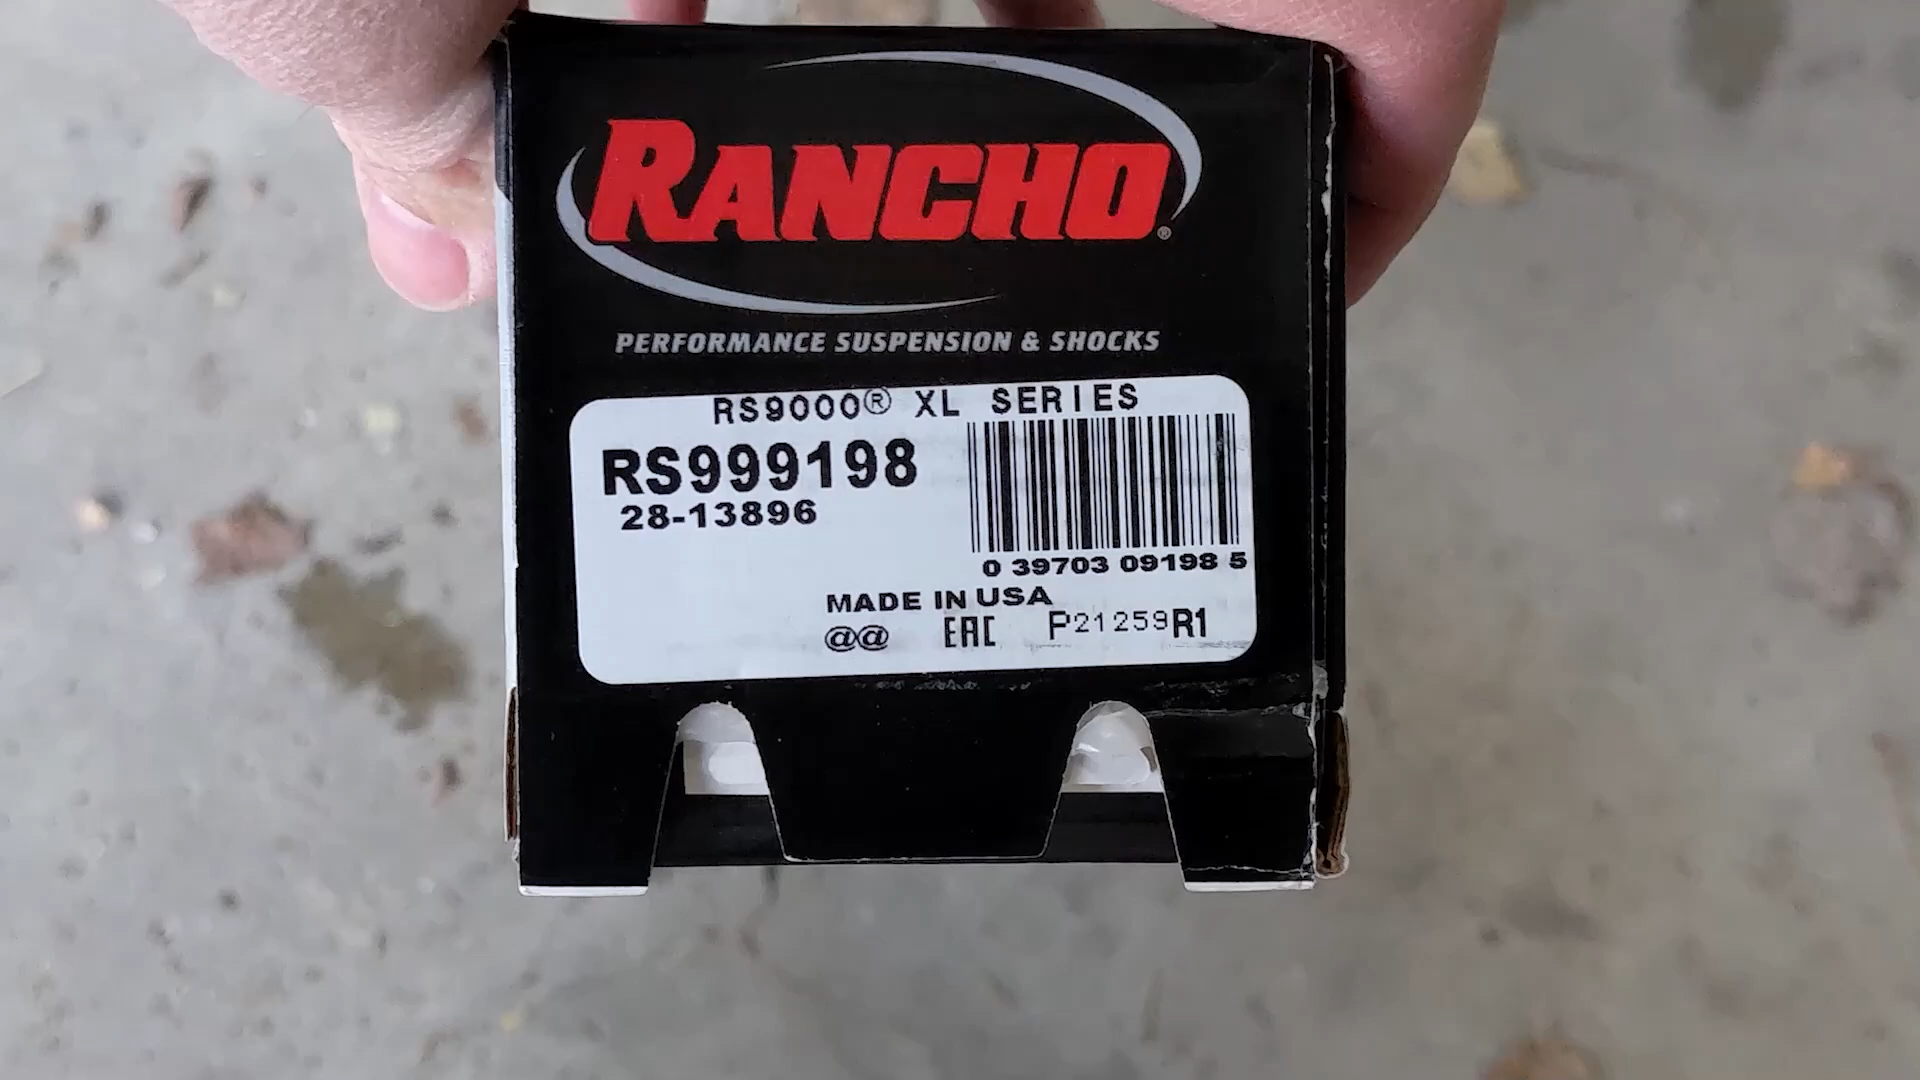 RANCHO®
PERFORMANCE SUSPENSION & SHOCKS
RS9000® XL SERIES
RS999198
28-13896
0 39703 09198 5
MADE IN USA
@@ EAC P21259R1